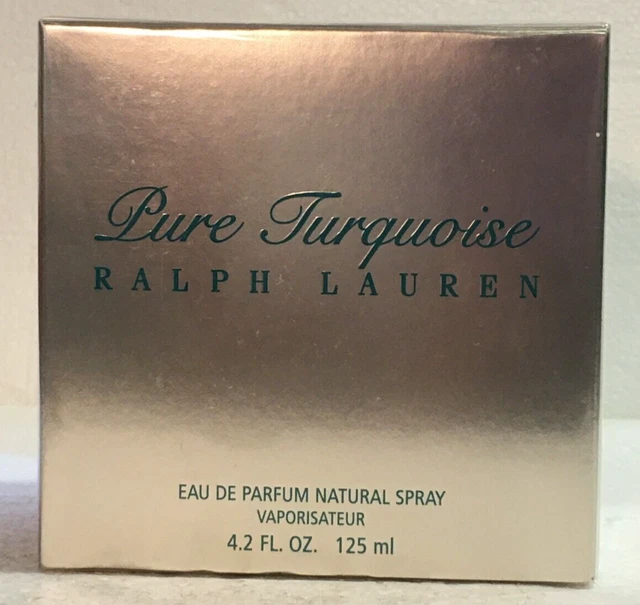 Pure Turquoise
RALPH LAUREN
EAU DE PARFUM NATURAL SPRAY
VAPORISATEUR
4.2 FL. OZ. 125 ml